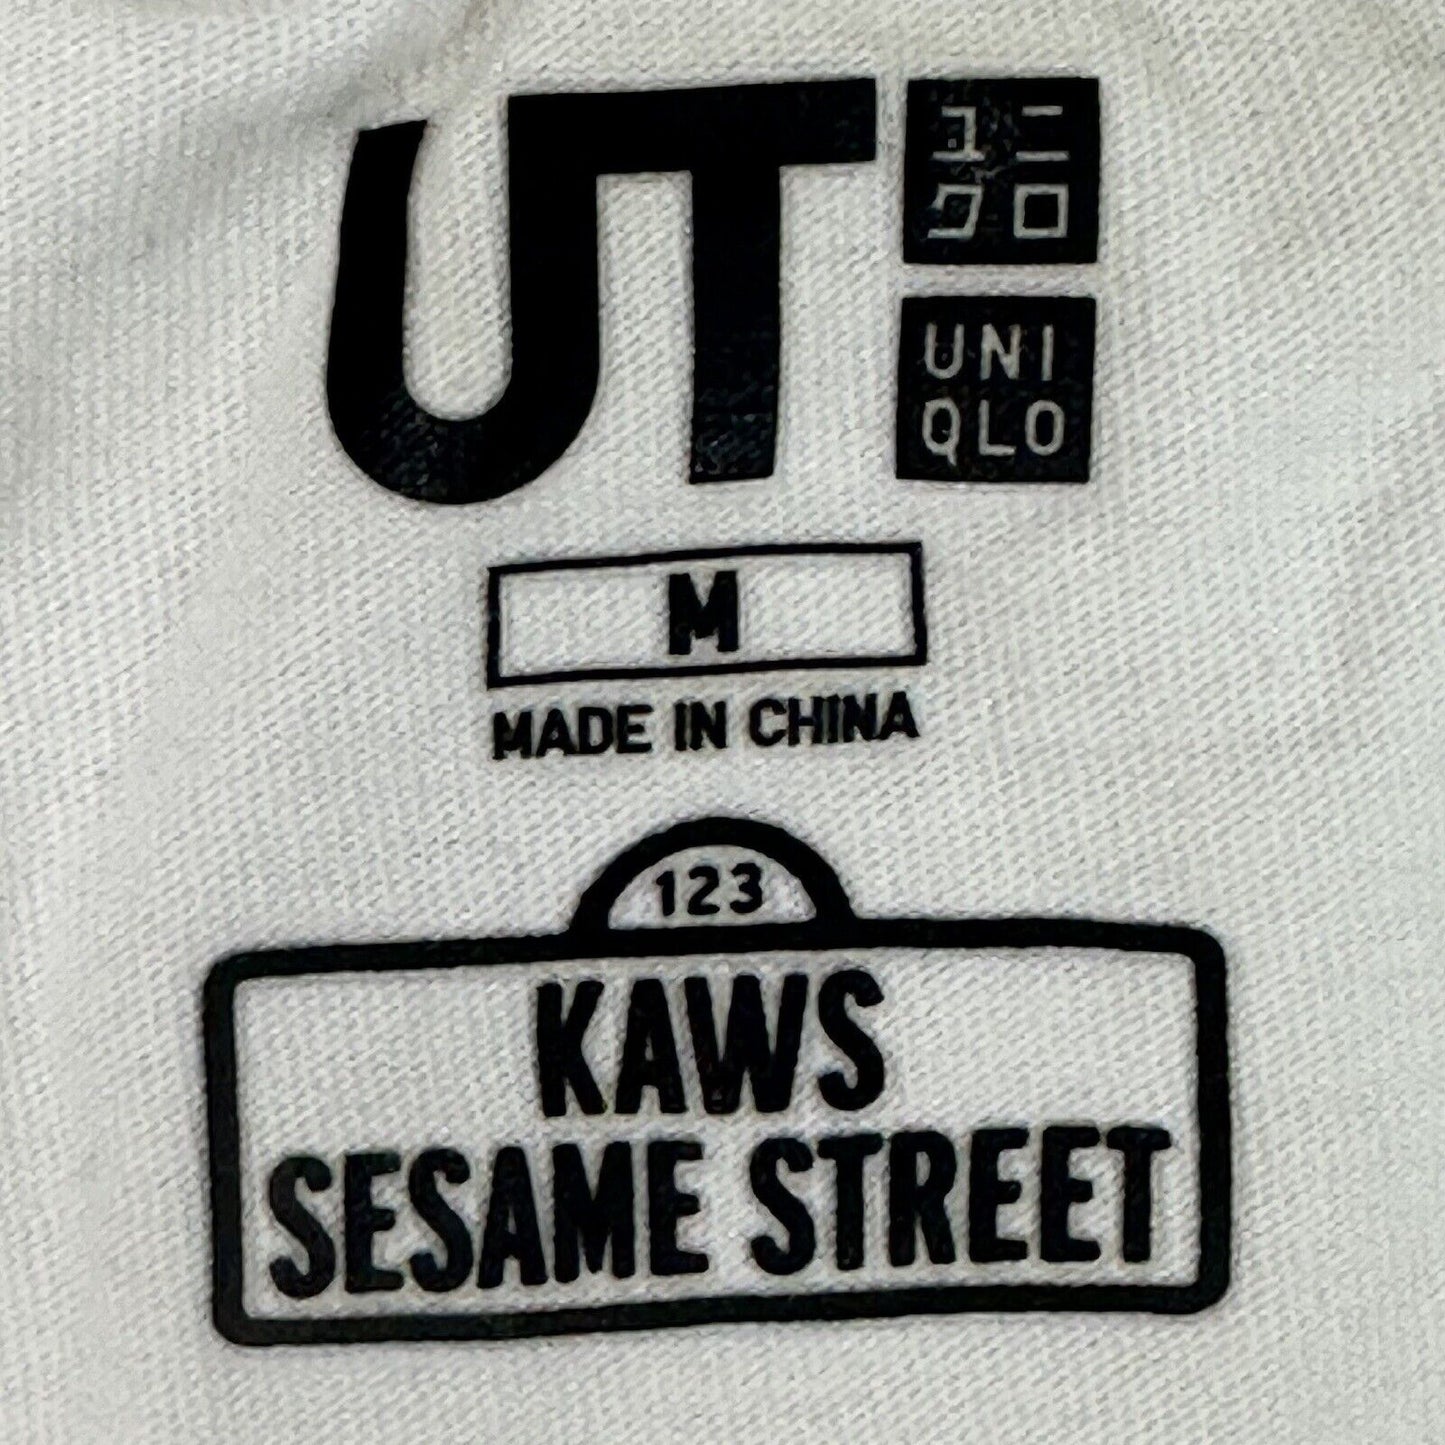 UT
ユニ
クロ
UNI
QLO
M
MADE IN CHINA
123
KAWS
SESAME STREET